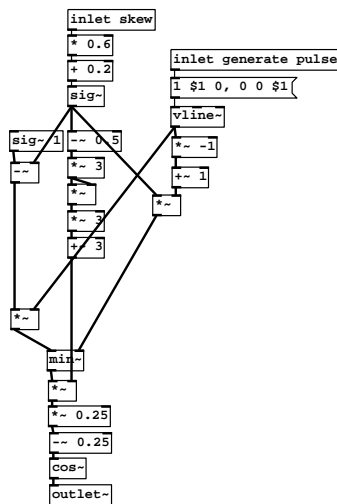 inlet skew
* 0.6
+ 0.2
sig~
inlet generate pulse
1 $1 0, 0 0 $1
vline~
sig~ 1
-~ 0.5
*~ -1
-~
*~ 3
+~ 1
*~
*~
*~ 3
+~ 3
*~
min~
*~
*~ 0.25
-~ 0.25
cos~
outlet~